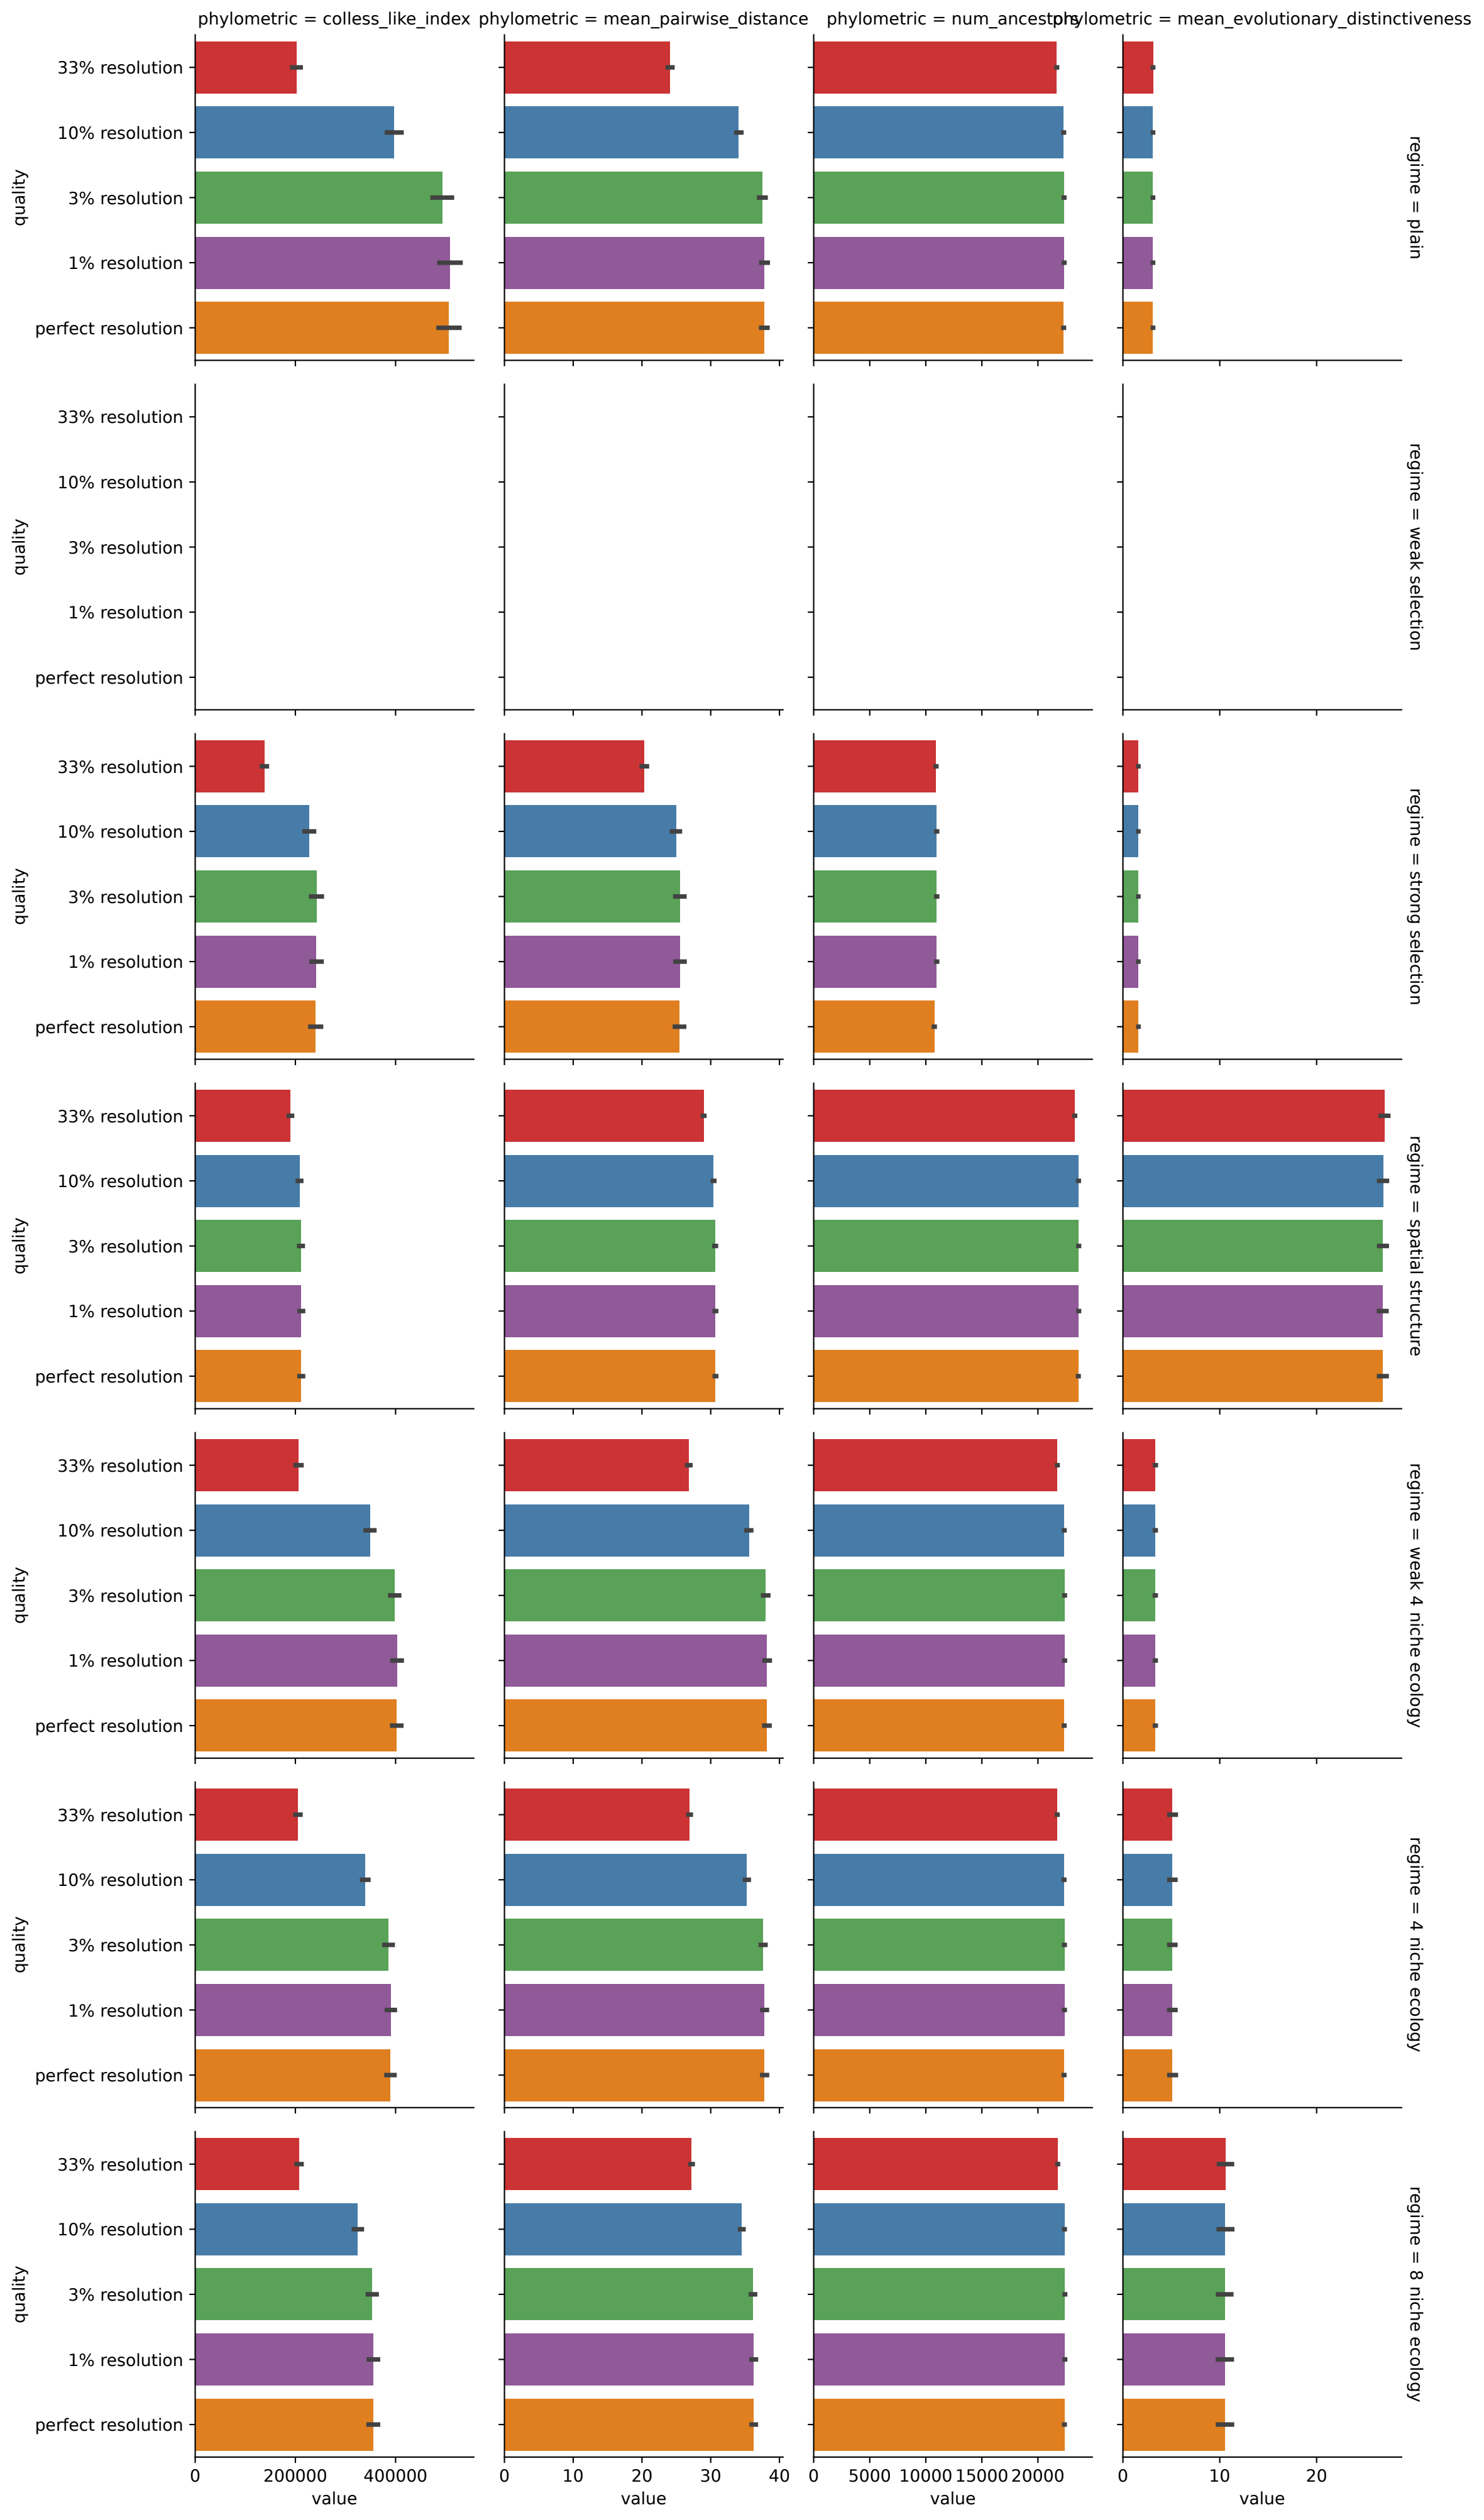 phylometric = colless_like_index
phylometric = mean_pairwise_distance
phylometric = num_ancestors
phylometric = mean_evolutionary_distinctiveness
33% resolution
10% resolution
3% resolution
1% resolution
perfect resolution
quality
regime = plain
33% resolution
10% resolution
3% resolution
1% resolution
perfect resolution
quality
regime = weak selection
33% resolution
10% resolution
3% resolution
1% resolution
perfect resolution
quality
regime = strong selection
33% resolution
10% resolution
3% resolution
1% resolution
perfect resolution
quality
regime = spatial structure
33% resolution
10% resolution
3% resolution
1% resolution
perfect resolution
quality
regime = weak 4 niche ecology
33% resolution
10% resolution
3% resolution
1% resolution
perfect resolution
quality
regime = 4 niche ecology
33% resolution
10% resolution
3% resolution
1% resolution
perfect resolution
quality
regime = 8 niche ecology
0 200000 400000
0 10 20 30 40
0 5000 10000 15000 20000
0 10 20
value
value
value
value